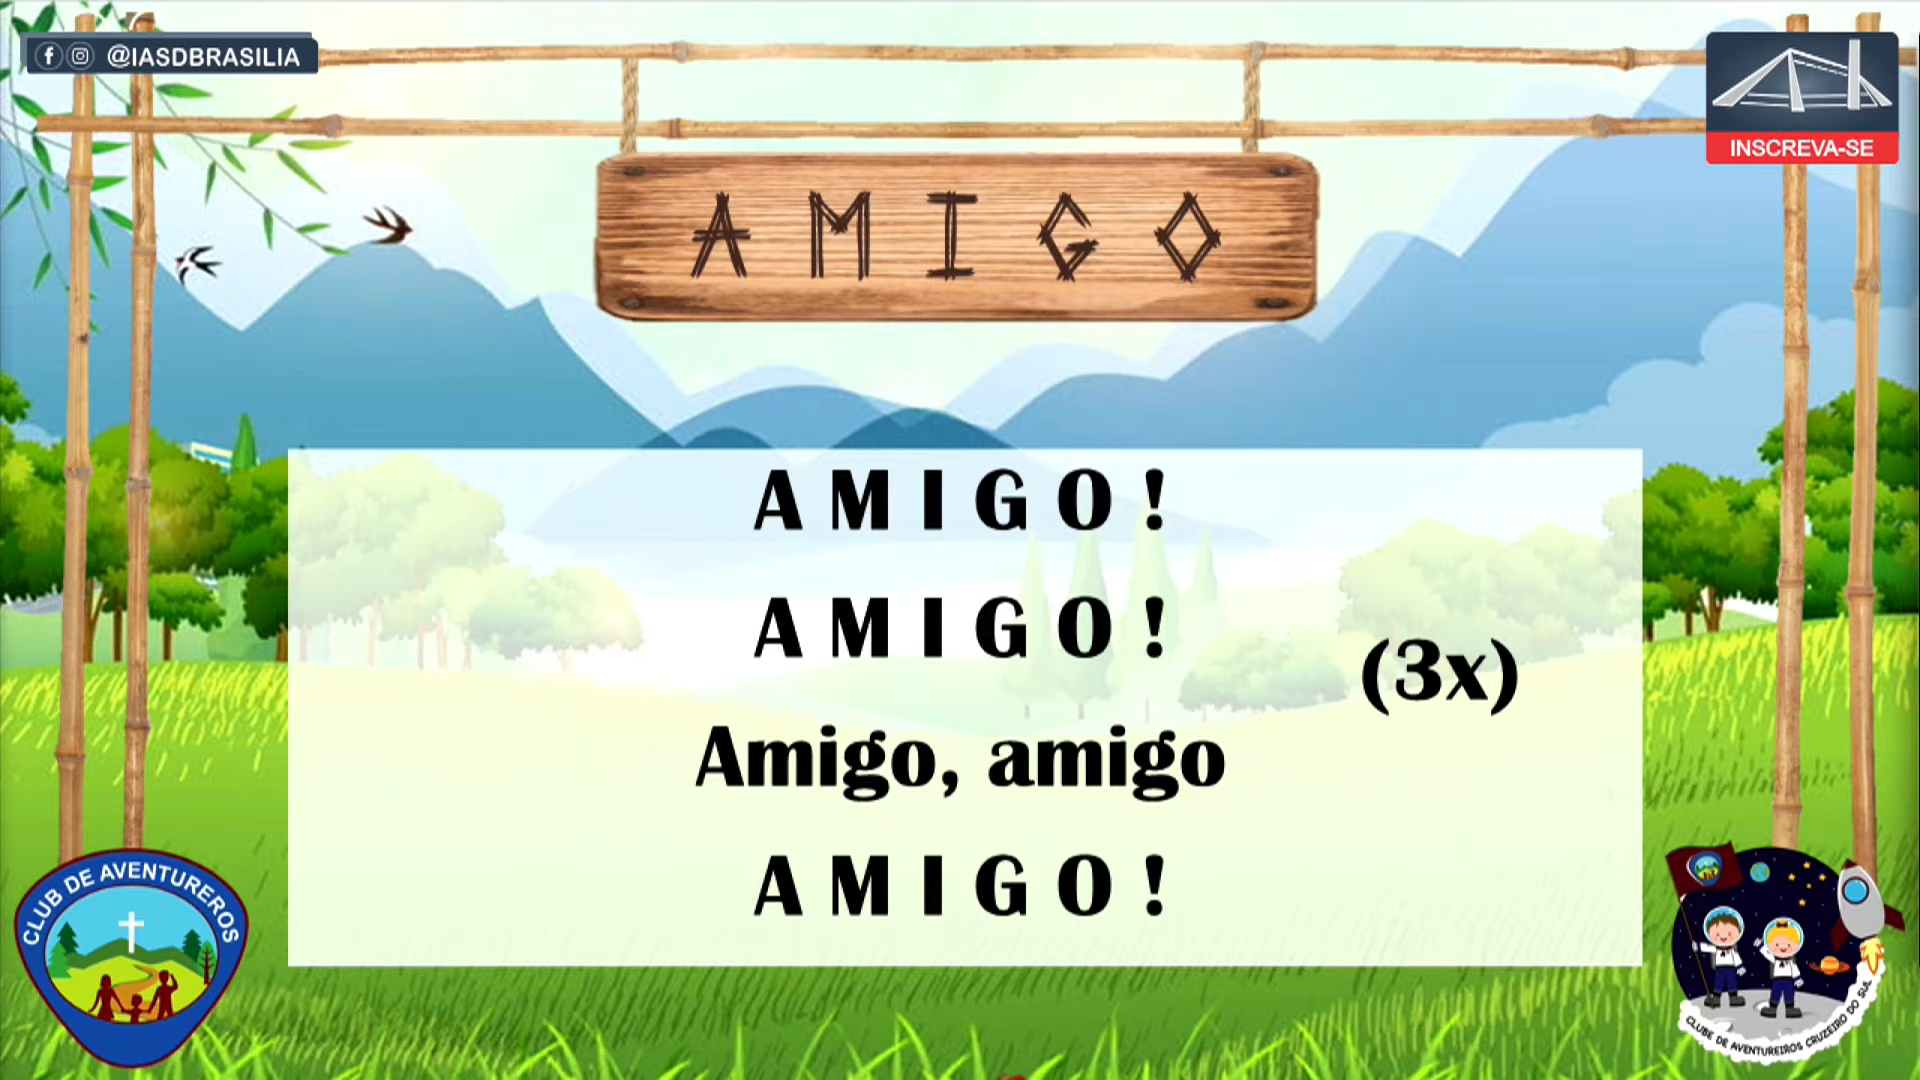 @IASDBRASILIA
INSCREVA-SE
AMIGO
AMIGO!
AMIGO!
(3x)
Amigo, amigo
AMIGO!
CLUB DE AVENTUREROS
CLUBE DE AVENTUREIROS CRUZEIRO DO SUL